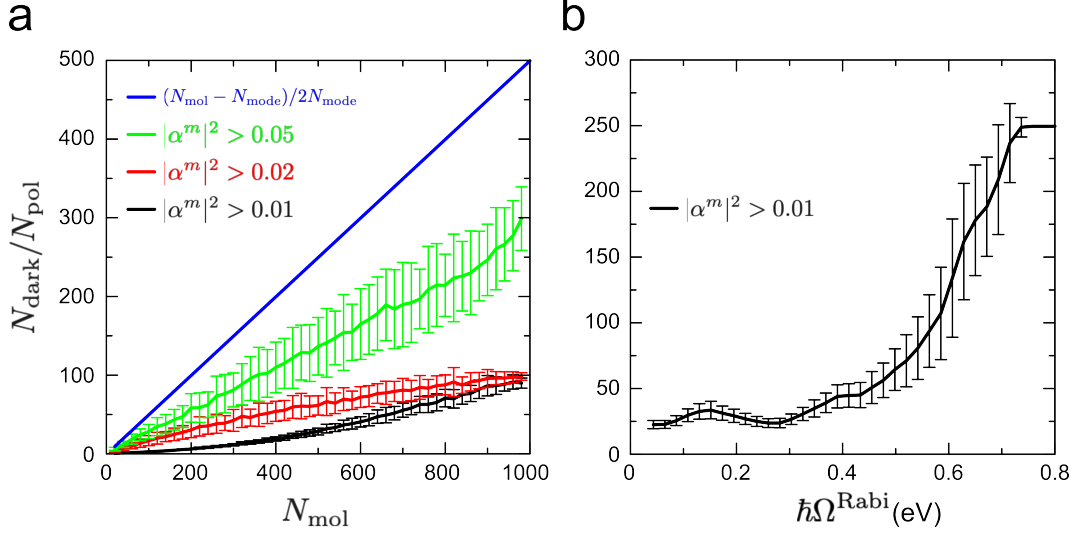 a
500
400
300
200
100
0
N_dark/N_pol
(N_mol − N_mode)/2N_mode
|α^m|² > 0.05
|α^m|² > 0.02
|α^m|² > 0.01
0 200 400 600 800 1000
N_mol
b
300
250
200
150
100
50
0
|α^m|² > 0.01
0 0.2 0.4 0.6 0.8
ℏΩ^Rabi (eV)